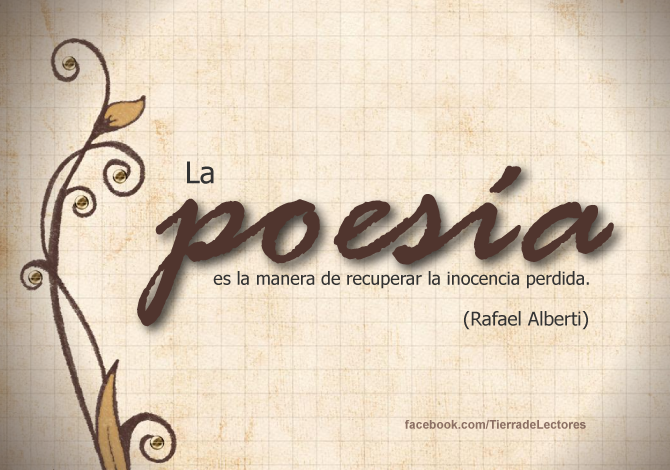 La
poesía
es la manera de recuperar la inocencia perdida.
(Rafael Alberti)
facebook.com/TierradeLectores